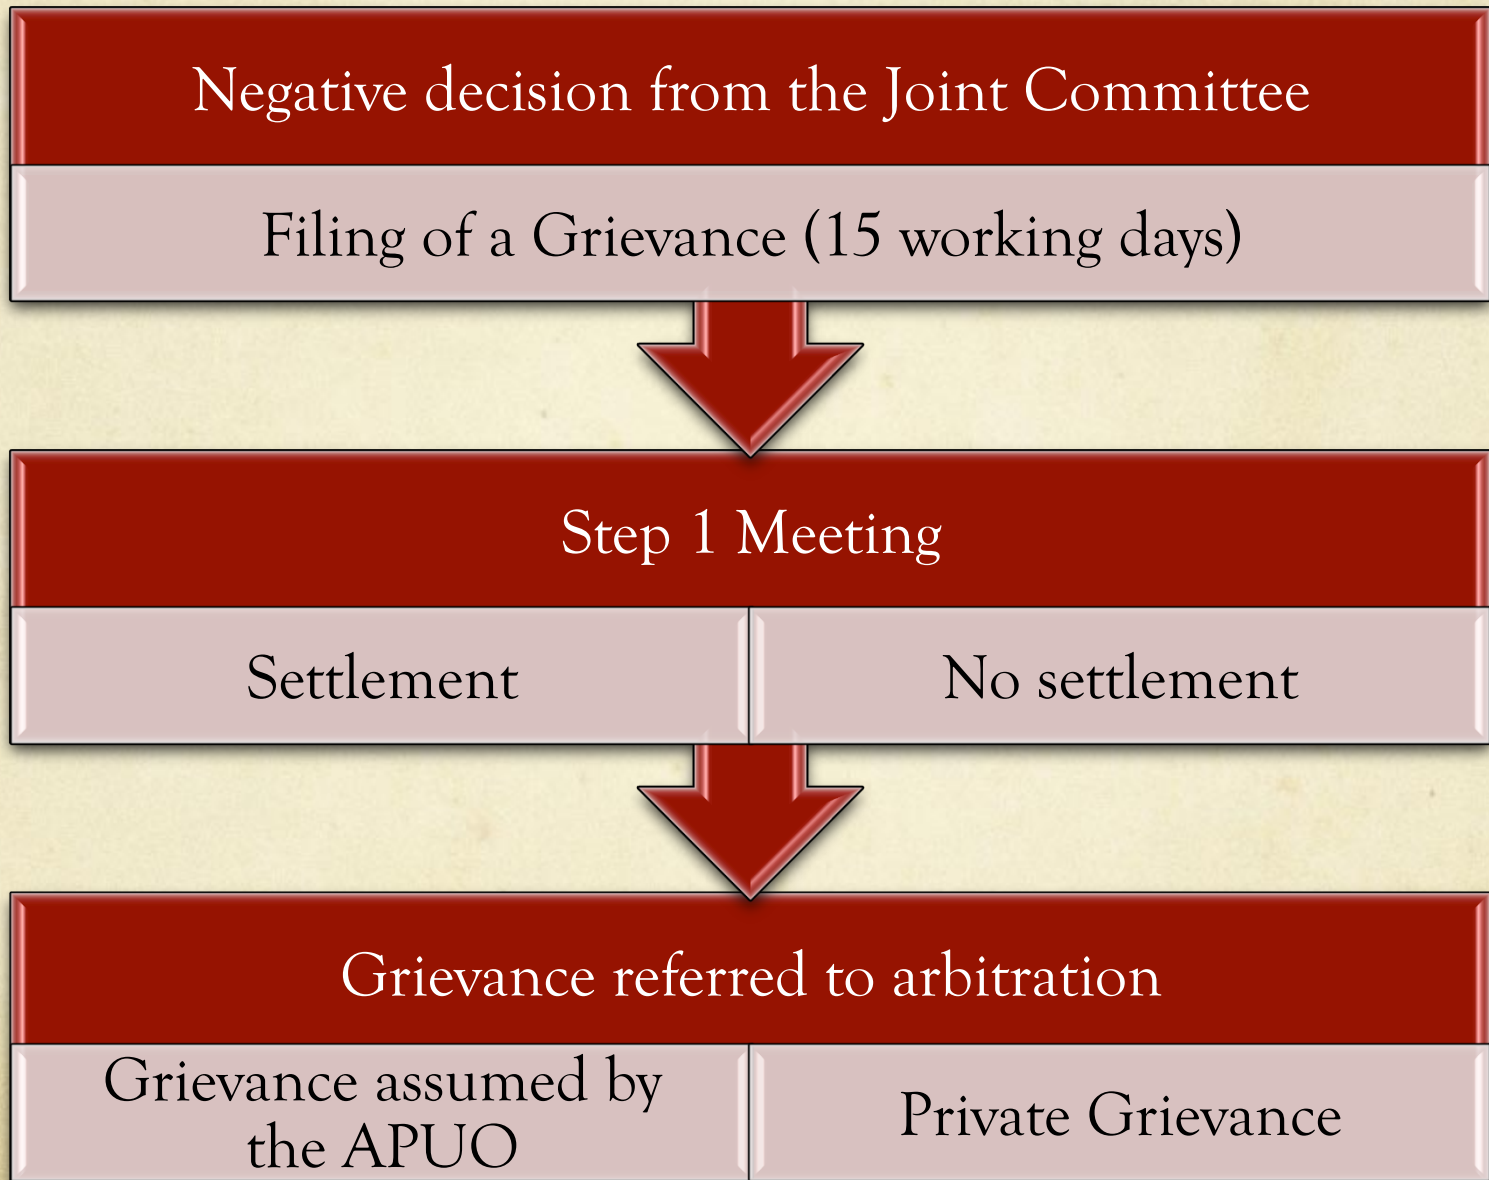 Negative decision from the Joint Committee
Filing of a Grievance (15 working days)
Step 1 Meeting
Settlement
No settlement
Grievance referred to arbitration
Grievance assumed by
the APUO
Private Grievance